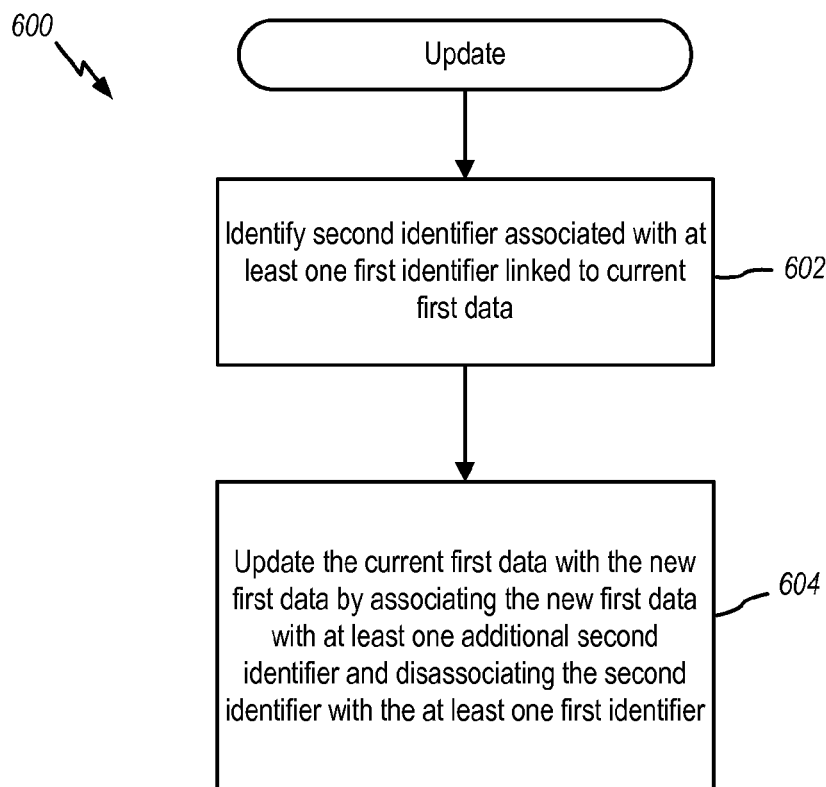 600
Update
Identify second identifier associated with at
least one first identifier linked to current
first data
602
Update the current first data with the new
first data by associating the new first data
with at least one additional second
identifier and disassociating the second
identifier with the at least one first identifier
604